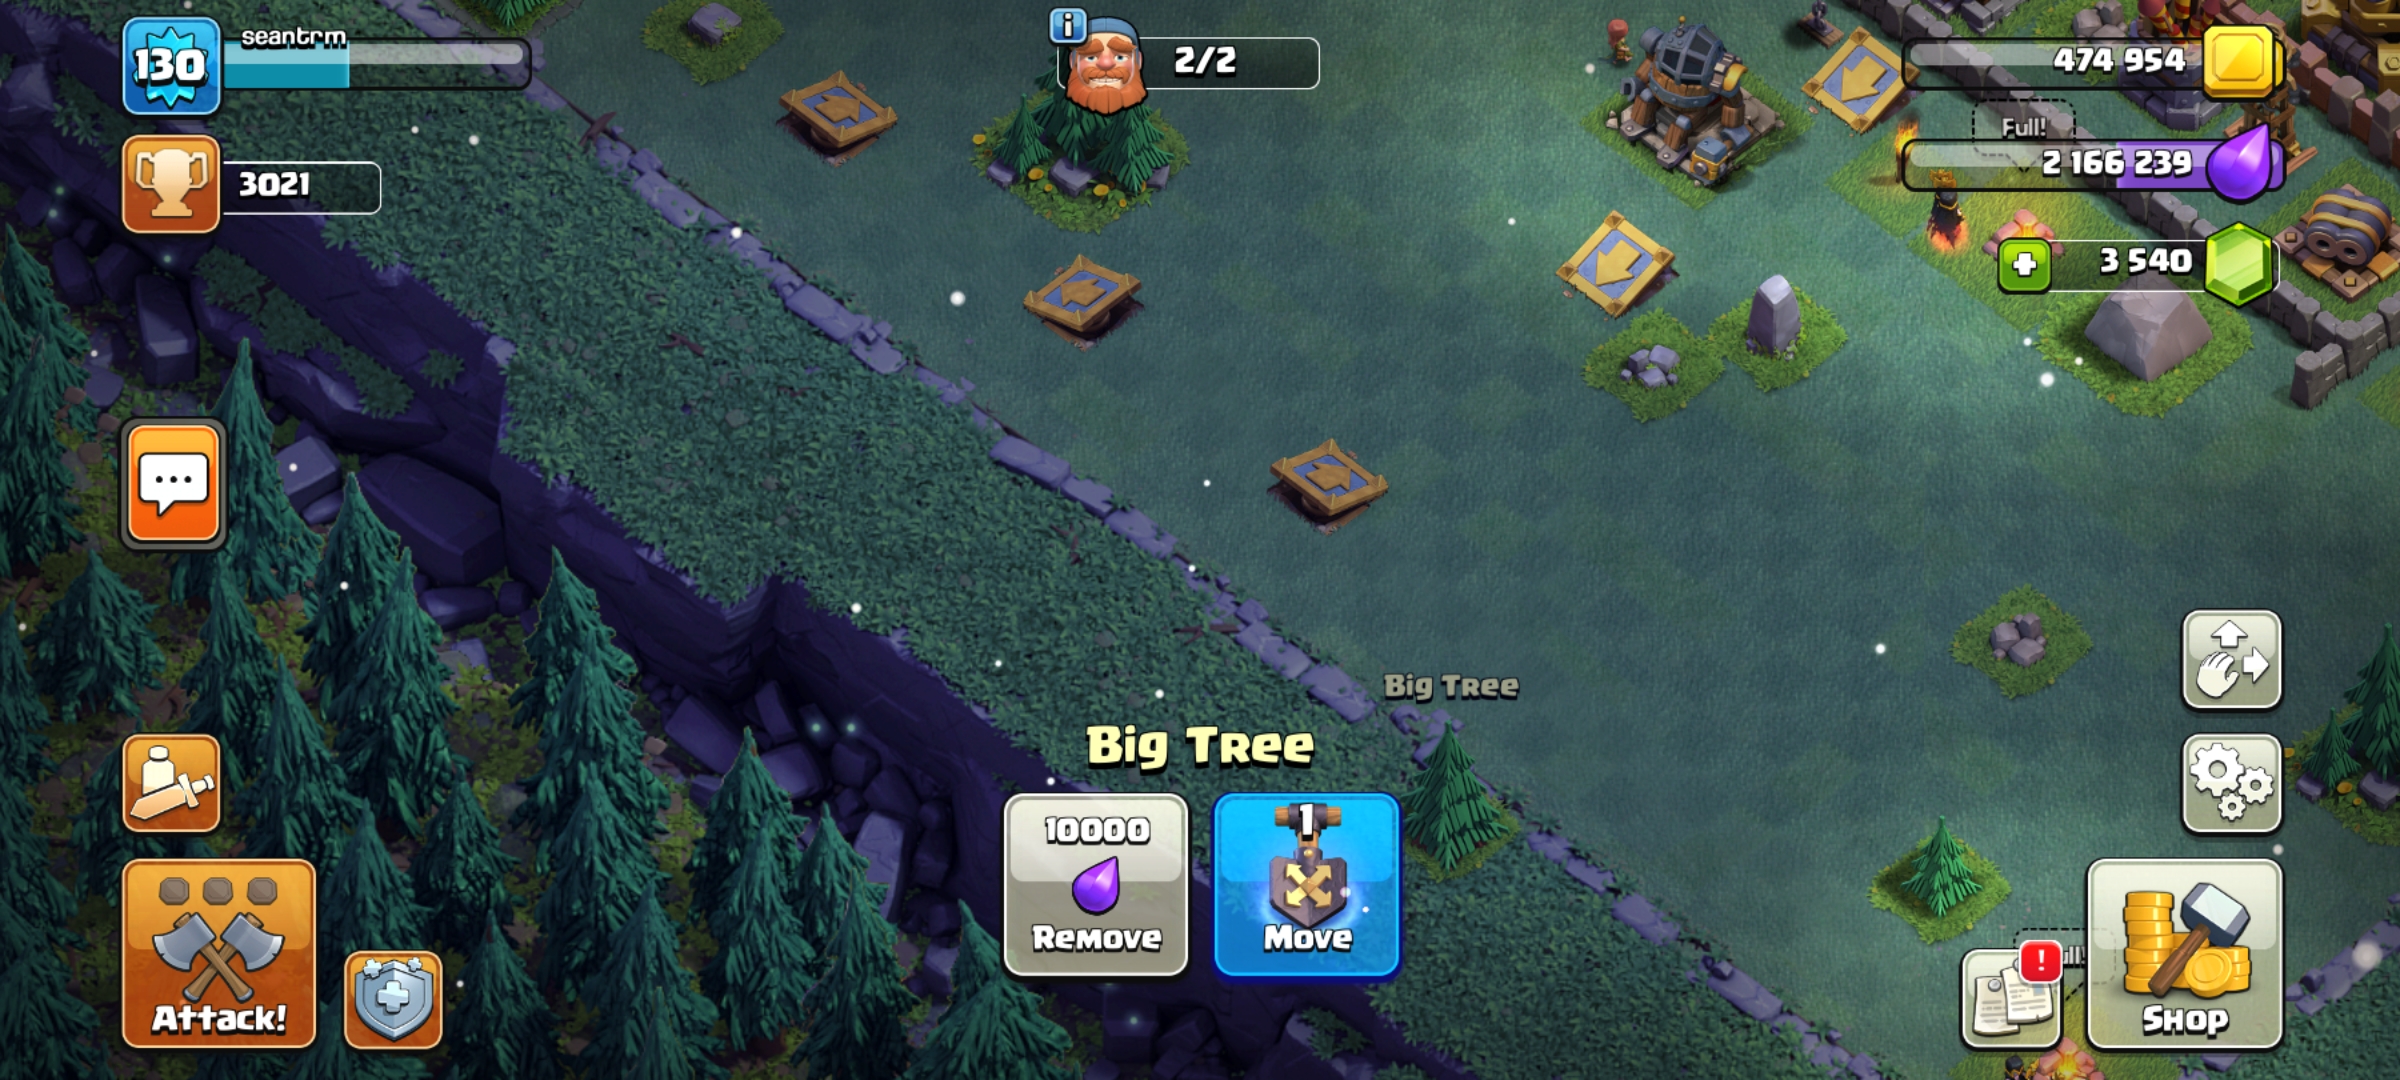 130
seantrm
2/2
474 954
Full!
2 166 239
3021
3 540
Big Tree
Big Tree
10000
Remove
1
Move
Attack!
!
Shop